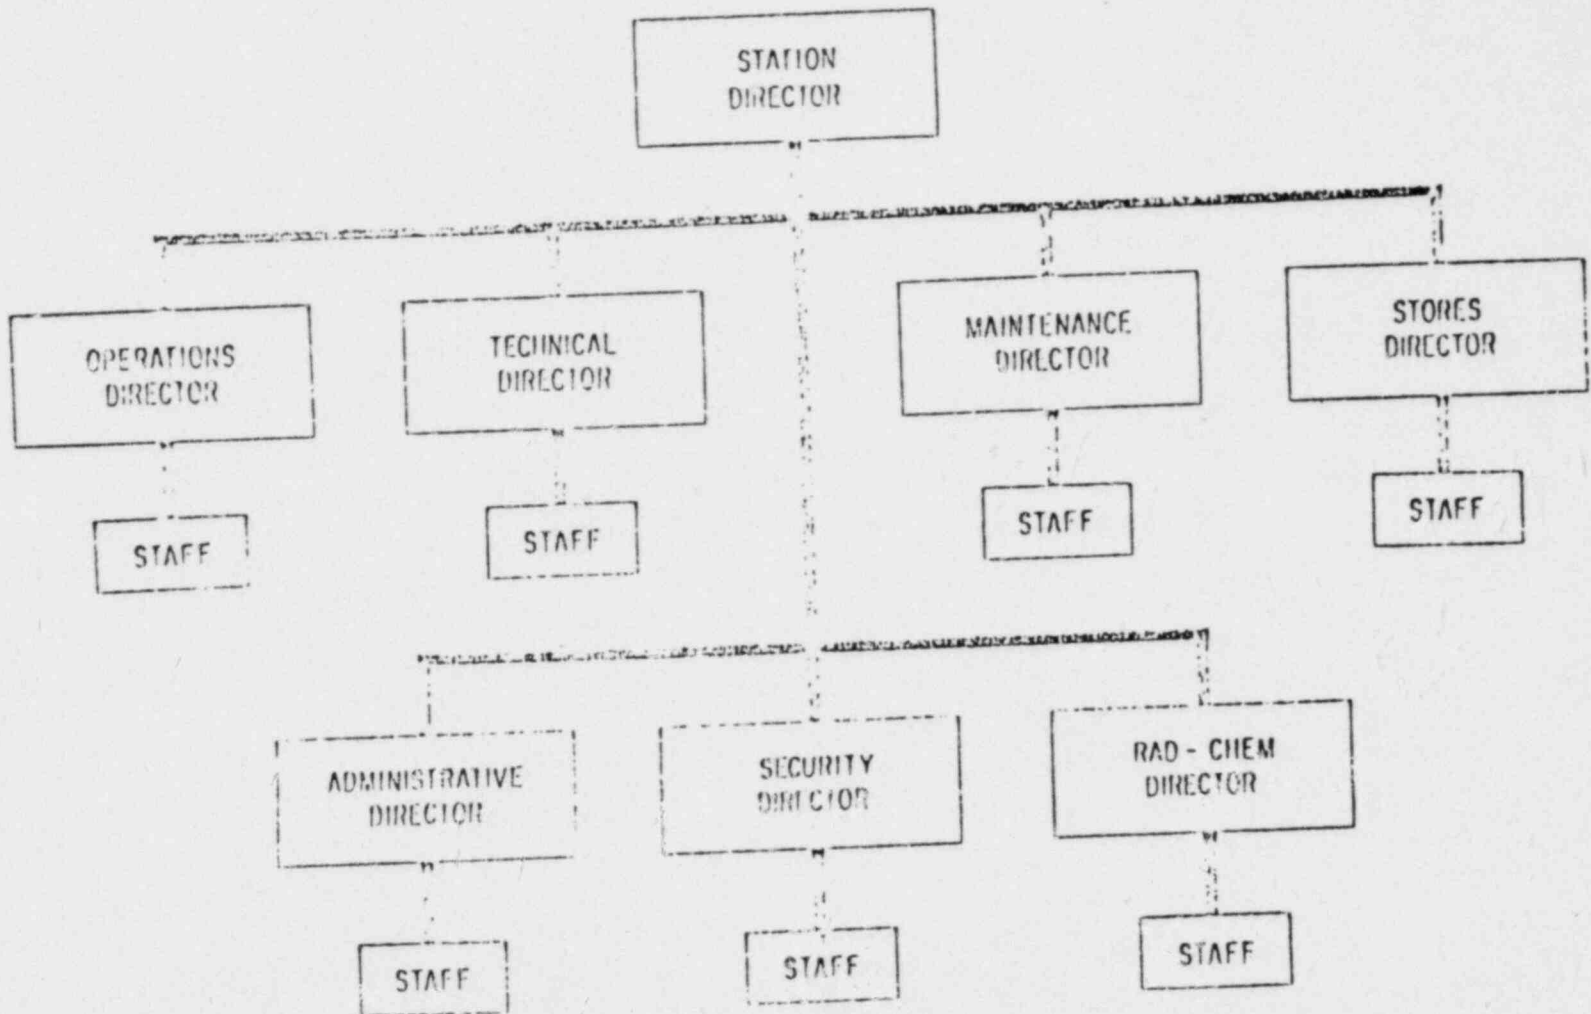 STATION
DIRECTOR
OPERATIONS
DIRECTOR
TECHNICAL
DIRECTOR
MAINTENANCE
DIRECTOR
STORES
DIRECTOR
STAFF
STAFF
STAFF
STAFF
ADMINISTRATIVE
DIRECTOR
SECURITY
DIRECTOR
RAD - CHEM
DIRECTOR
STAFF
STAFF
STAFF